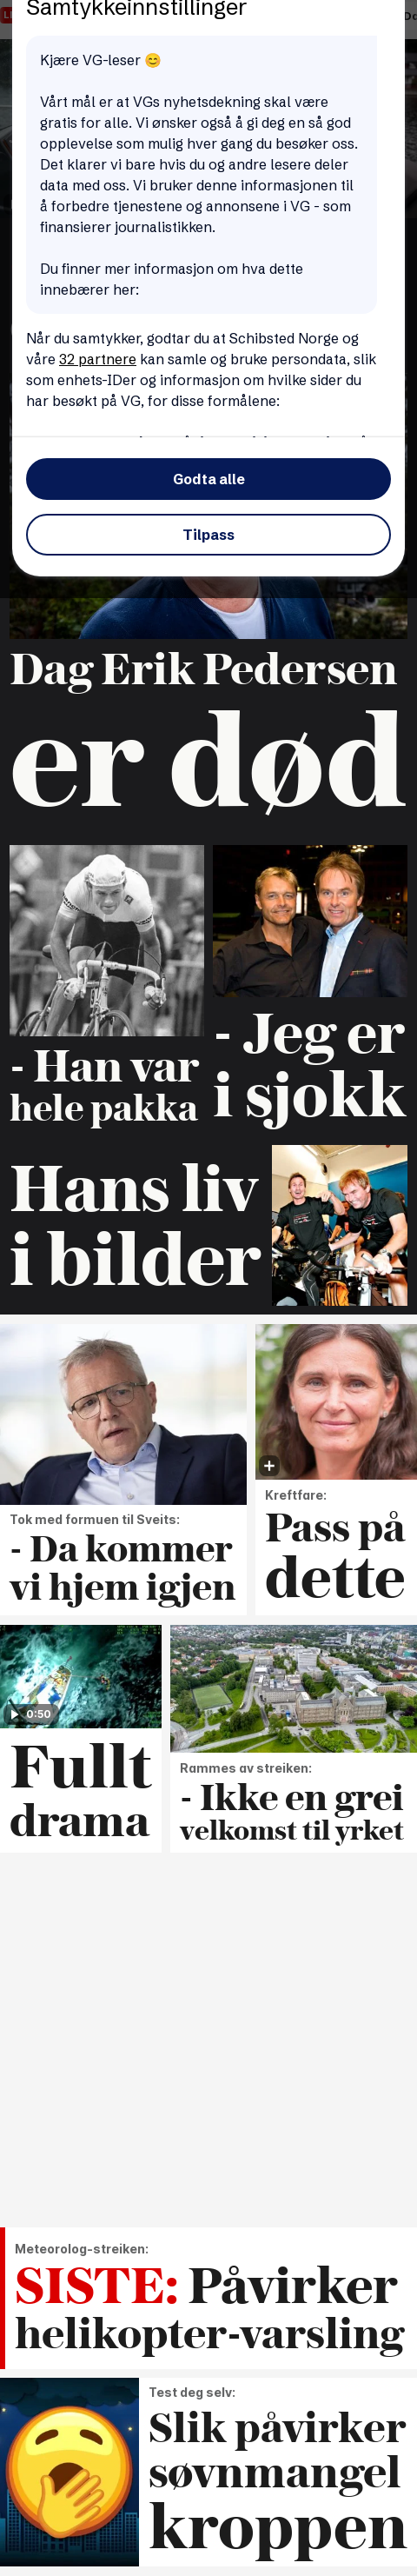 Samtykkeinnstillinger
Kjære VG-leser 😊
Vårt mål er at VGs nyhetsdekning skal være
gratis for alle. Vi ønsker også å gi deg en så god
opplevelse som mulig hver gang du besøker oss.
Det klarer vi bare hvis du og andre lesere deler
data med oss. Vi bruker denne informasjonen til
å forbedre tjenestene og annonsene i VG - som
finansierer journalistikken.
Du finner mer informasjon om hva dette
innebærer her:
Når du samtykker, godtar du at Schibsted Norge og
våre 32 partnere kan samle og bruke persondata, slik
som enhets-IDer og informasjon om hvilke sider du
har besøkt på VG, for disse formålene:
Godta alle
Tilpass
Dag Erik Pedersen
er død
- Han var
hele pakka
- Jeg er
i sjokk
Hans liv
i bilder
Tok med formuen til Sveits:
- Da kommer
vi hjem igjen
Kreftfare:
Pass på
dette
0:50
Fullt
drama
Rammes av streiken:
- Ikke en grei
velkomst til yrket
Meteorolog-streiken:
SISTE: Påvirker
helikopter-varsling
Test deg selv:
Slik påvirker
søvnmangel
kroppen